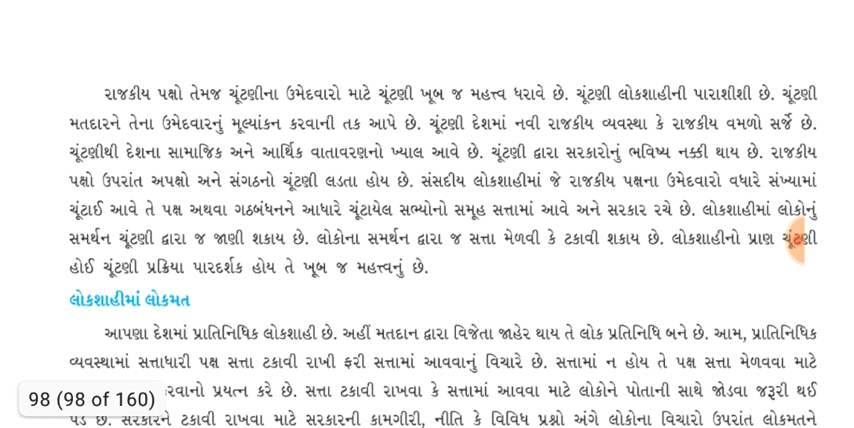 રાજકીય પક્ષો તેમજ ચૂંટણીના ઉમેદવારો માટે ચૂંટણી ખૂબ જ મહત્ત્વ ધરાવે છે. ચૂંટણી લોકશાહીની પારાશીશી છે. ચૂંટણી
મતદારને તેના ઉમેદવારનું મૂલ્યાંકન કરવાની તક આપે છે. ચૂંટણી દેશમાં નવી રાજકીય વ્યવસ્થા કે રાજકીય વમળો સર્જે છે.
ચૂંટણીથી દેશના સામાજિક અને આર્થિક વાતાવરણનો ખ્યાલ આવે છે. ચૂંટણી દ્વારા સરકારોનું ભવિષ્ય નક્કી થાય છે. રાજકીય
પક્ષો ઉપરાંત અપક્ષો અને સંગઠનો ચૂંટણી લડતા હોય છે. સંસદીય લોકશાહીમાં જે રાજકીય પક્ષના ઉમેદવારો વધારે સંખ્યામાં
ચૂંટાઈ આવે તે પક્ષ અથવા ગઠબંધનને આધારે ચૂંટાયેલ સભ્યોનો સમૂહ સત્તામાં આવે અને સરકાર રચે છે. લોકશાહીમાં લોકોનું
સમર્થન ચૂંટણી દ્વારા જ જાણી શકાય છે. લોકોના સમર્થન દ્વારા જ સત્તા મેળવી કે ટકાવી શકાય છે. લોકશાહીનો પ્રાણ ચૂંટણી
હોઈ ચૂંટણી પ્રક્રિયા પારદર્શક હોય તે ખૂબ જ મહત્ત્વનું છે.
લોકશાહીમાં લોકમત
આપણા દેશમાં પ્રાતિનિધિક લોકશાહી છે. અહીં મતદાન દ્વારા વિજેતા જાહેર થાય તે લોક પ્રતિનિધિ બને છે. આમ, પ્રાતિનિધિક
વ્યવસ્થામાં સત્તાધારી પક્ષ સત્તા ટકાવી રાખી ફરી સત્તામાં આવવાનું વિચારે છે. સત્તામાં ન હોય તે પક્ષ સત્તા મેળવવા માટે
પ્રયત્ન કરે છે. સત્તા ટકાવી રાખવા કે સત્તામાં આવવા માટે લોકોને પોતાની સાથે જોડવા જરૂરી થઈ
98 (98 of 160)
પડે છે. સરકારને ટકાવી રાખવા માટે સરકારની કામગીરી, નીતિ કે વિવિધ પ્રશ્નો અંગે લોકોના વિચારો ઉપરાંત લોકમતને